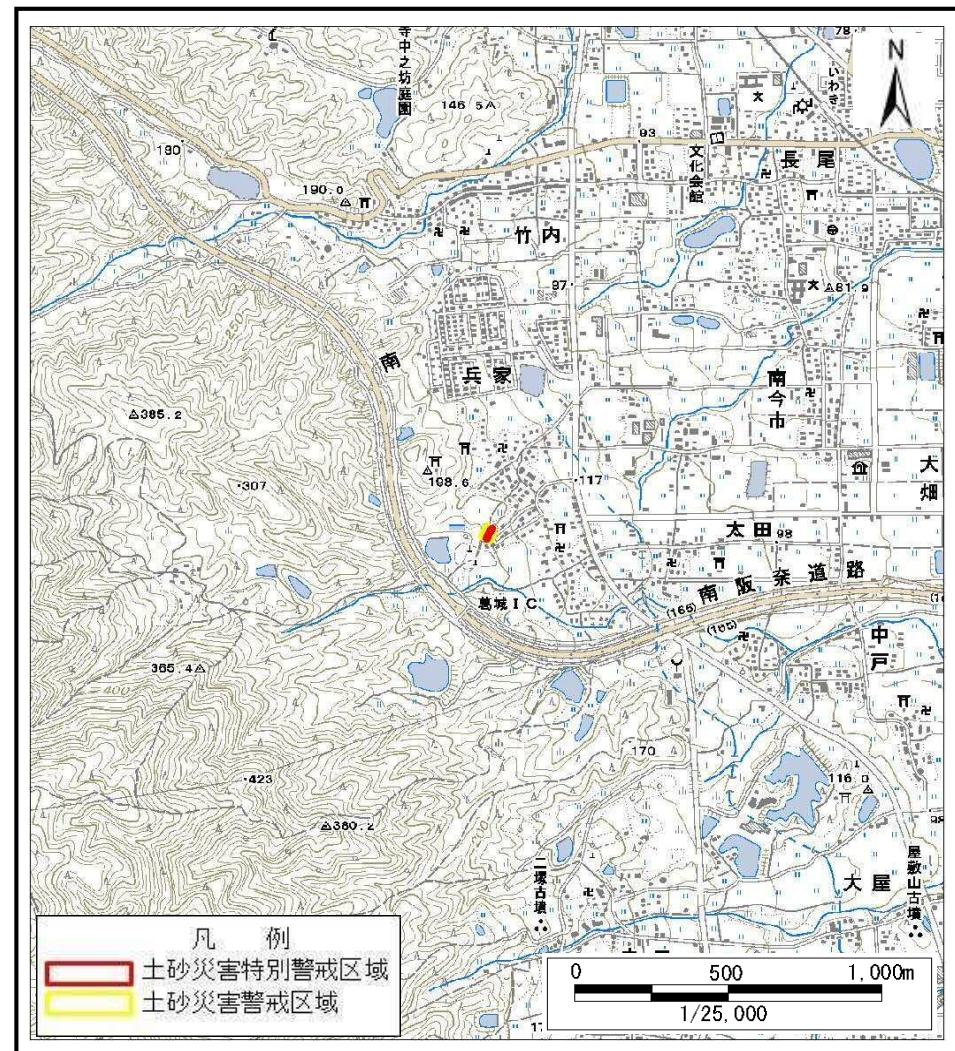 寺中之坊庭園
78
いわき
N
146.5
93
180
文化会館
長尾
190.0
竹内
97
81.9
南
兵家
南今市
385.2
大畑
198.6
117
307
太田
98
南阪奈道路
葛城IC
(165)
(165)
中戸
365.4
400
170
423
116.0
380.2
98
二塚古墳
大屋
屋敷山古墳
凡 例
土砂災害特別警戒区域
土砂災害警戒区域
0 500 1,000m
1/25,000